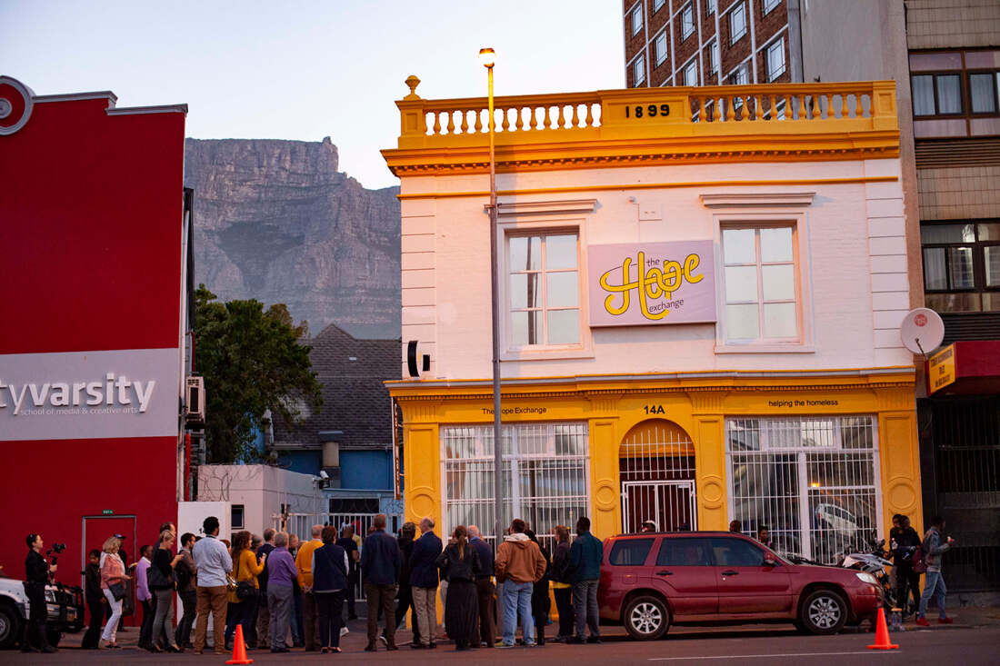 1899
the
Hope
exchange
tyvarsity
school of media & creative arts
The Hope Exchange
14A
helping the homeless